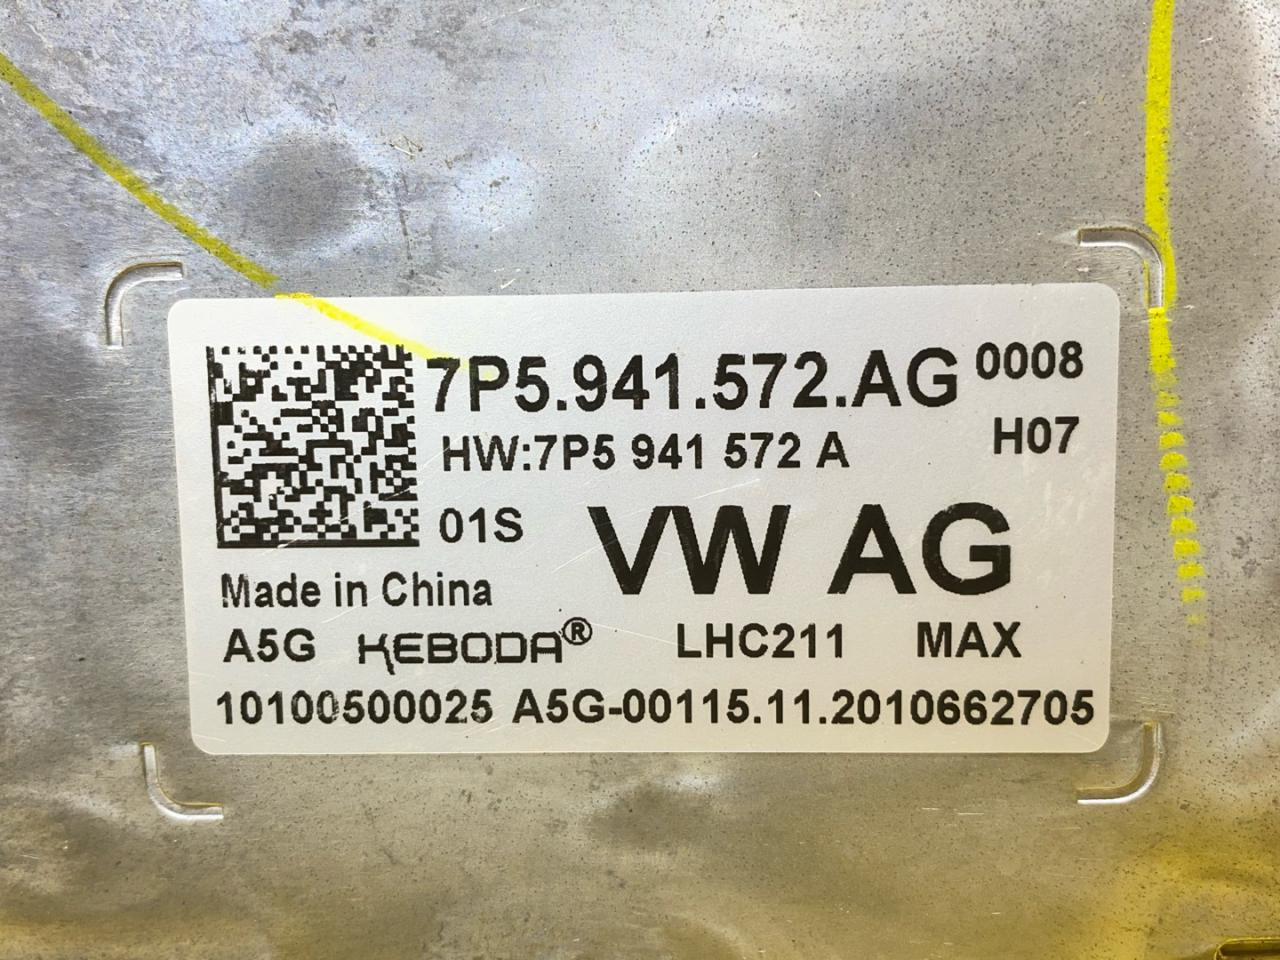 7P5.941.572.AG 0008
HW:7P5 941 572 A H07
01S VW AG
Made in China
A5G KEBODA® LHC211 MAX
10100500025 A5G-00115.11.2010662705